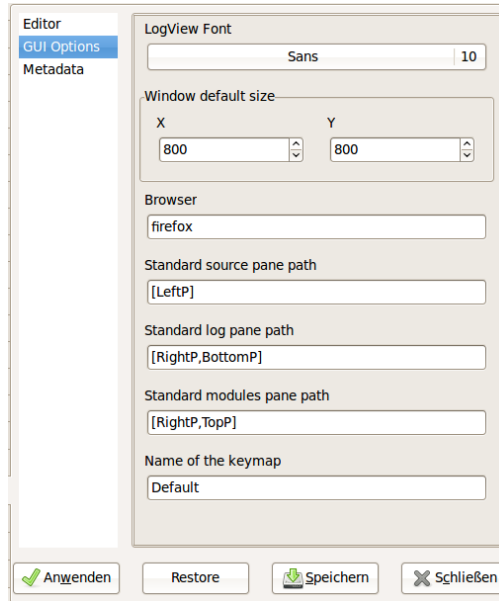 Editor
GUI Options
Metadata
LogView Font
Sans 10
Window default size
X Y
800 800
Browser
firefox
Standard source pane path
[LeftP]
Standard log pane path
[RightP,BottomP]
Standard modules pane path
[RightP,TopP]
Name of the keymap
Default
Anwenden Restore Speichern Schließen